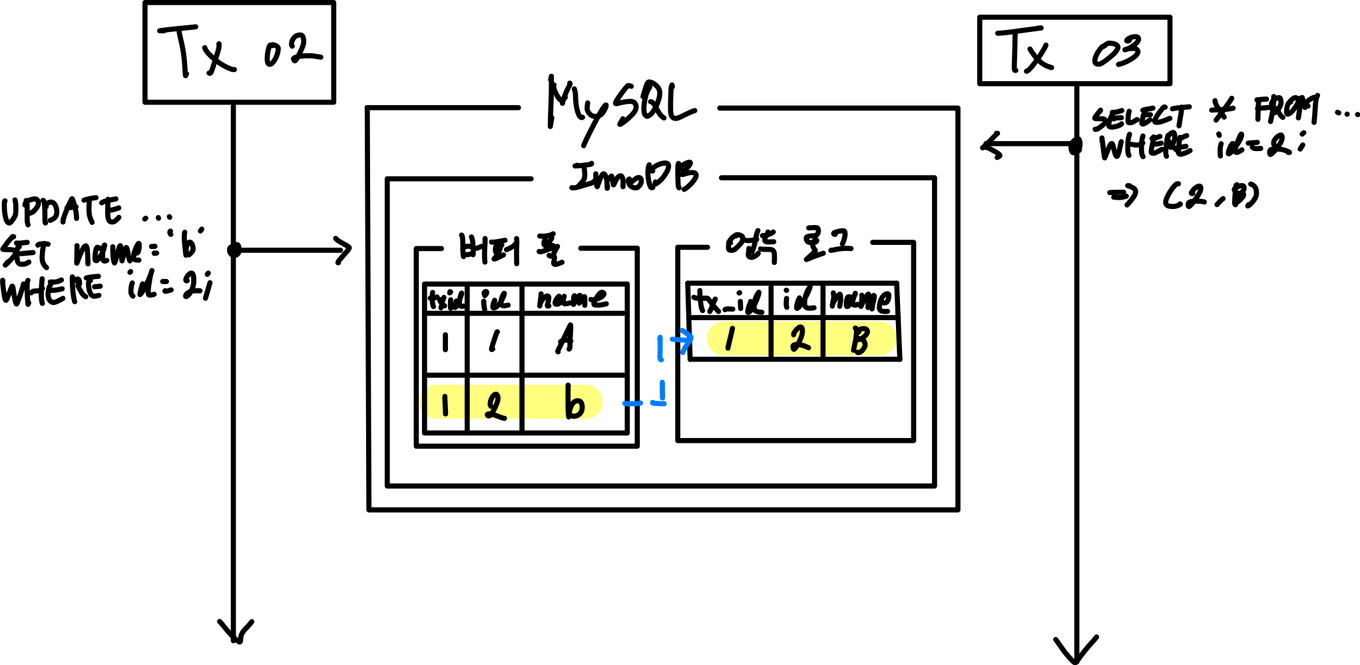 Tx 02
UPDATE ...
SET name='b'
WHERE id=2;
MySQL
InnoDB
버퍼 풀
txid id name
1 1 A
1 2 b
언두 로그
tx_id id name
1 2 B
Tx 03
SELECT * FROM ...
WHERE id=2;
=> (2,B)